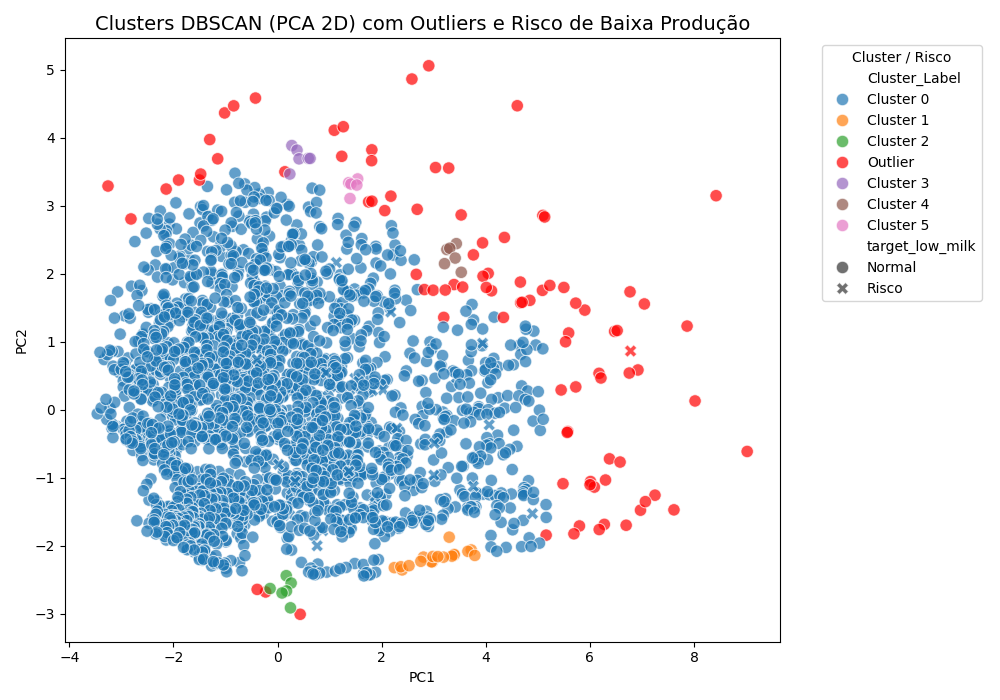 Clusters DBSCAN (PCA 2D) com Outliers e Risco de Baixa Produção
PC2
5
4
3
2
1
0
−1
−2
−3
−4
−2
0
2
4
6
8
PC1
Cluster / Risco
Cluster_Label
Cluster 0
Cluster 1
Cluster 2
Outlier
Cluster 3
Cluster 4
Cluster 5
target_low_milk
Normal
Risco